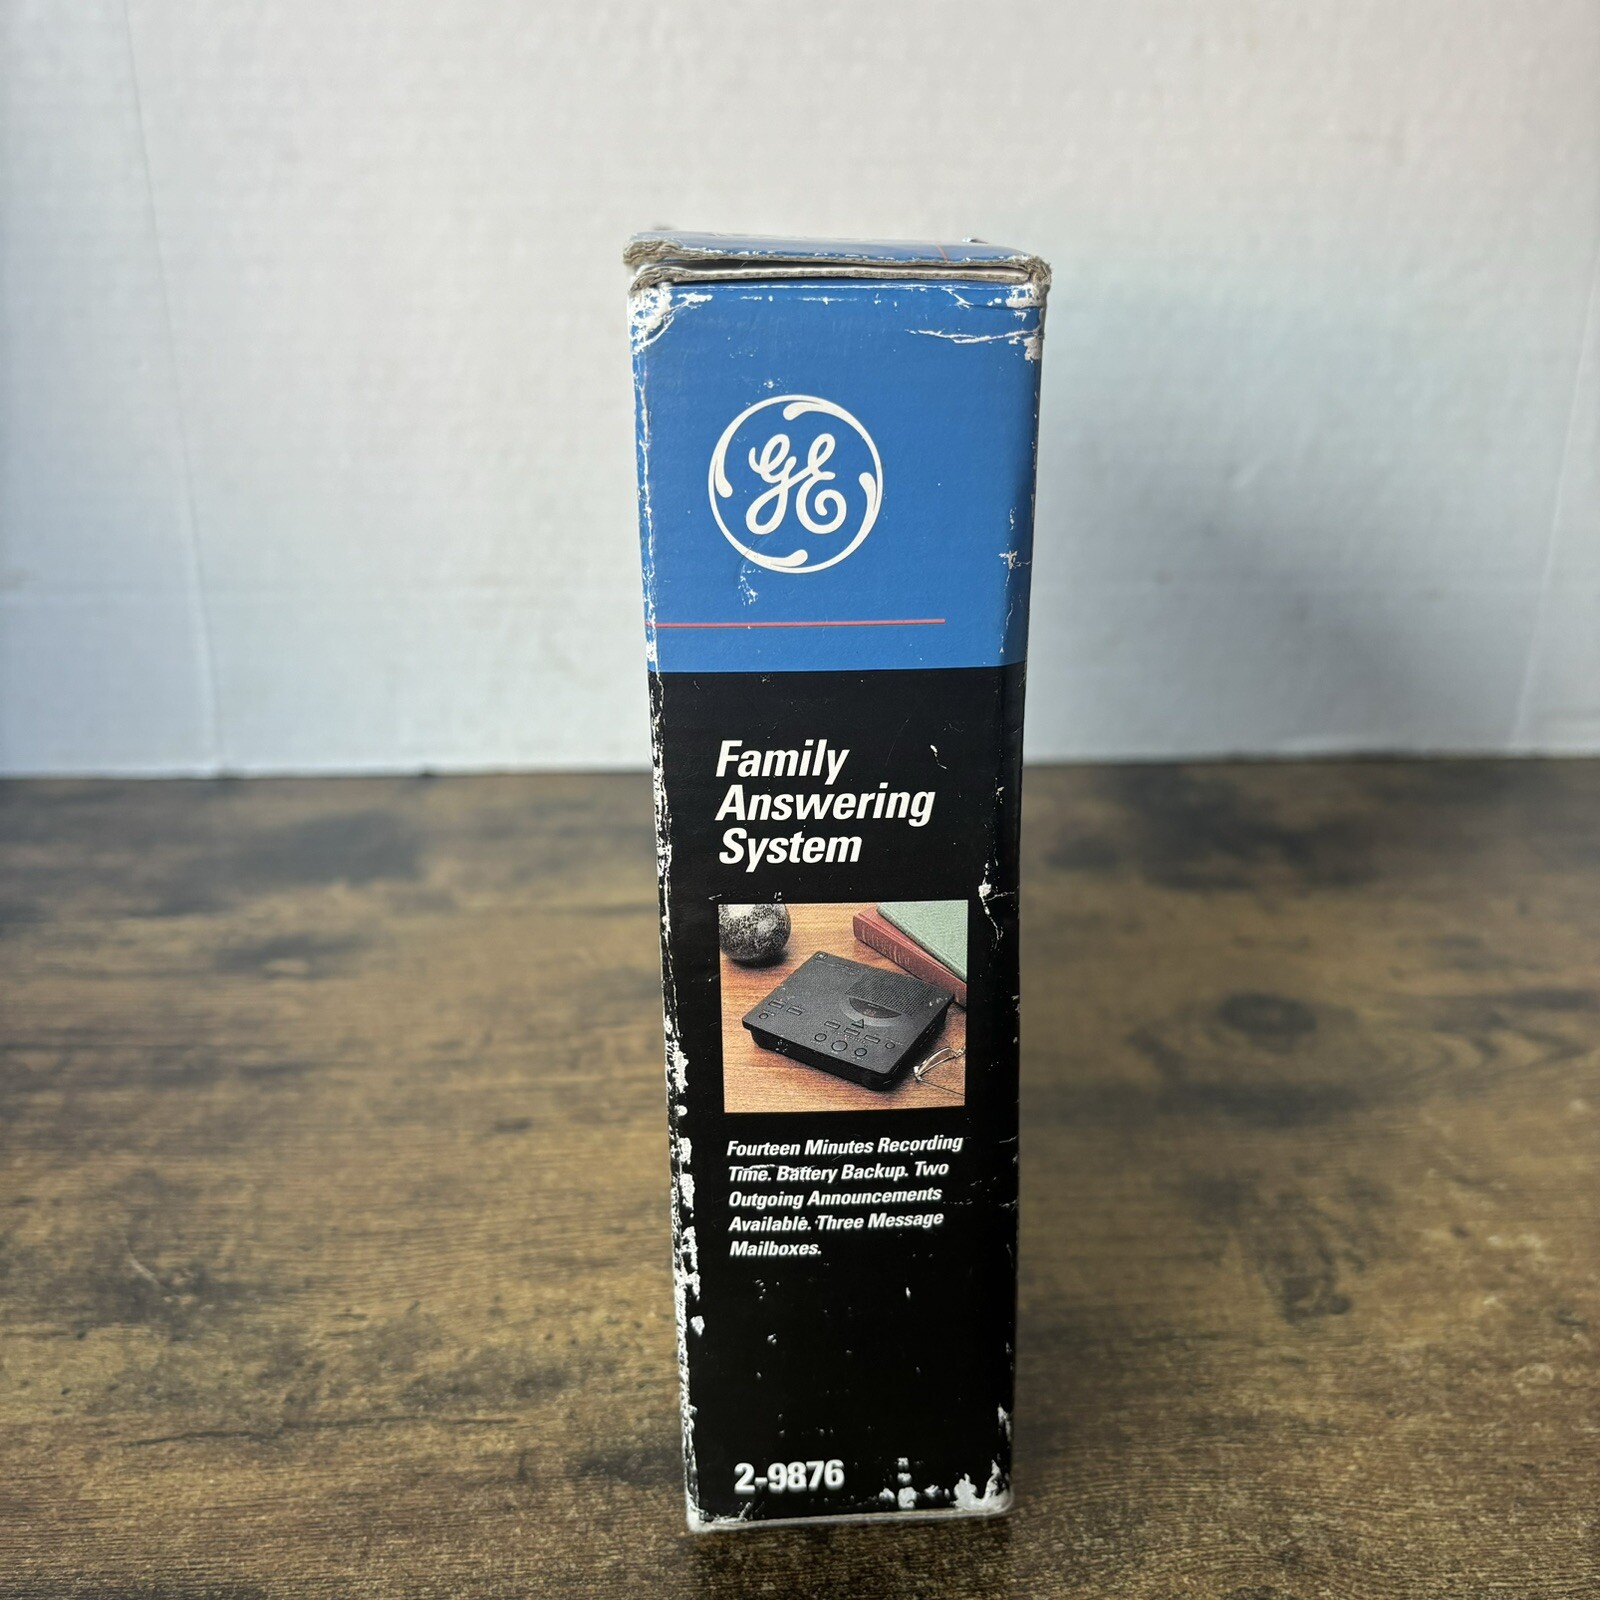 GE
Family
Answering
System
Fourteen Minutes Recording
Time. Battery Backup. Two
Outgoing Announcements
Available. Three Message
Mailboxes.
2-9876